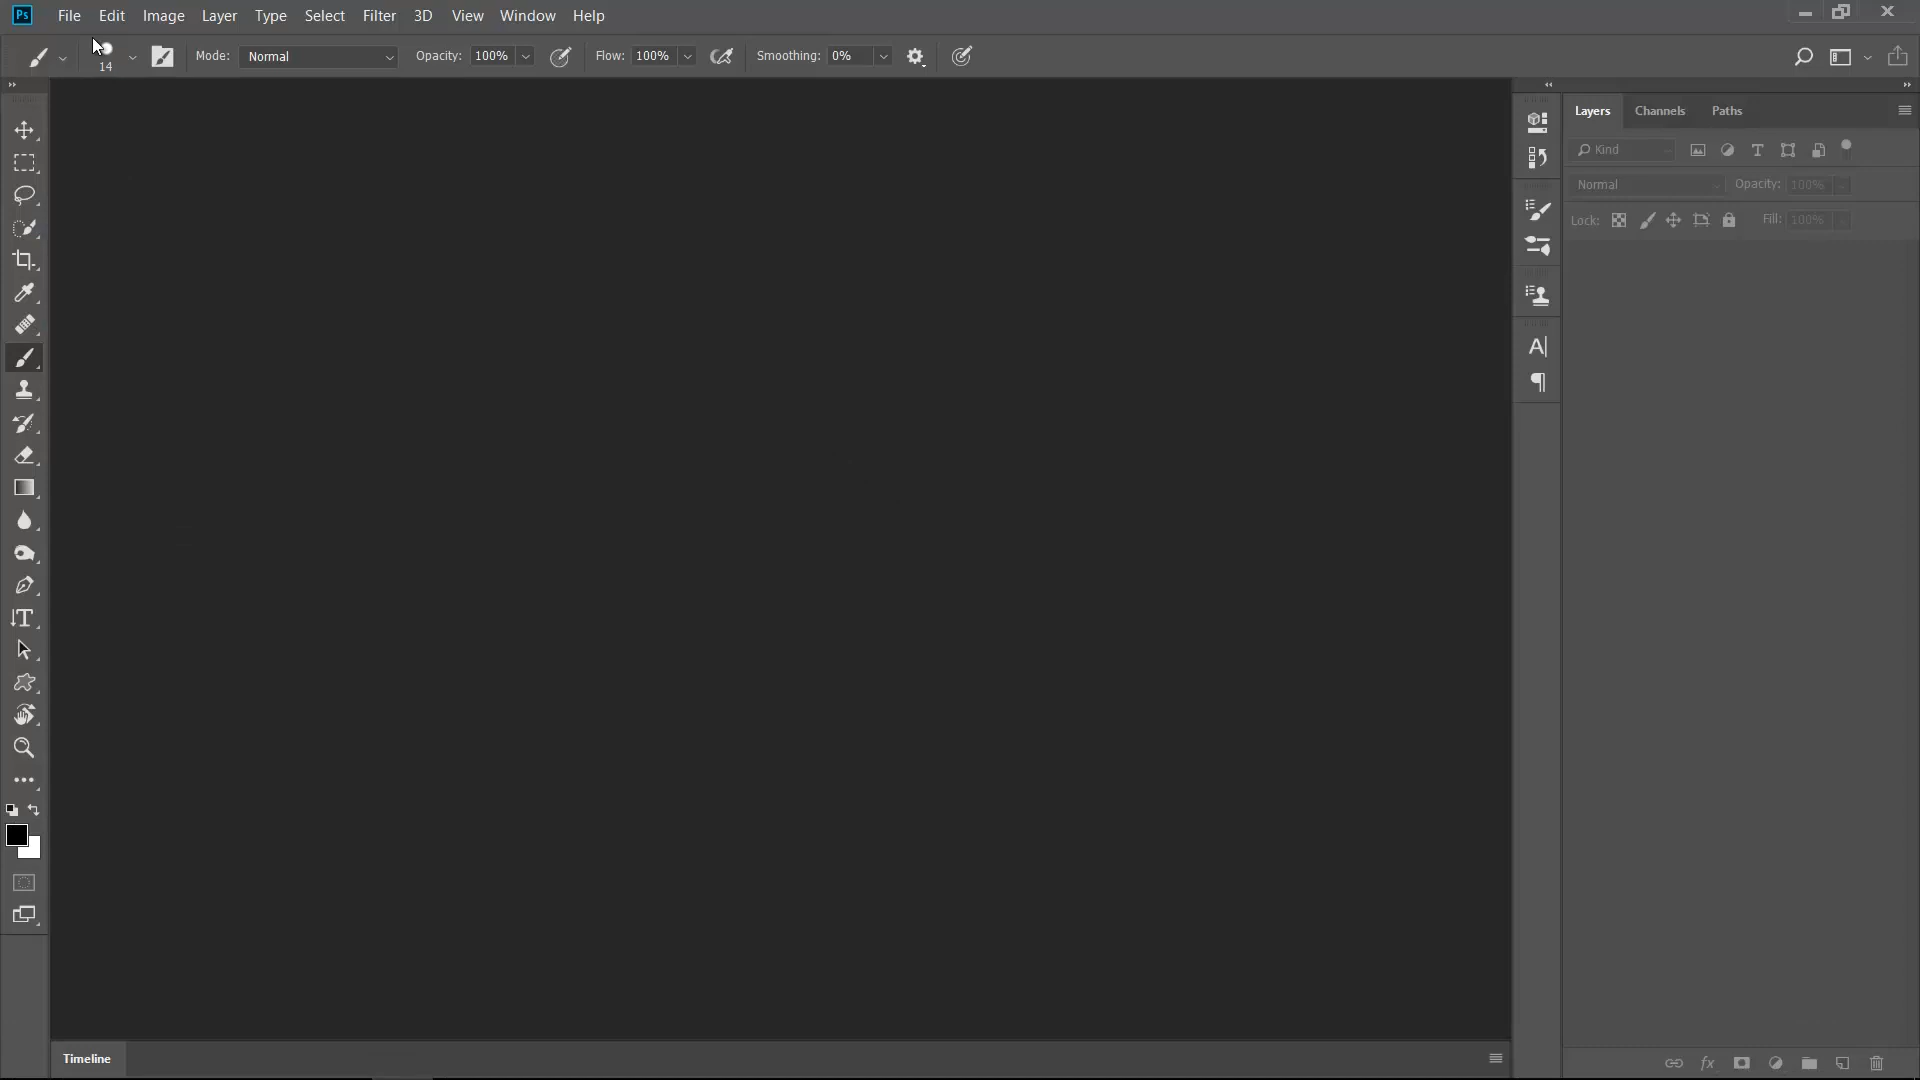 Ps File Edit Image Layer Type Select Filter 3D View Window Help
14 Mode: Normal Opacity: 100% Flow: 100% Smoothing: 0%
Layers Channels Paths
Kind
Normal Opacity: 100%
Lock: Fill: 100%
Timeline